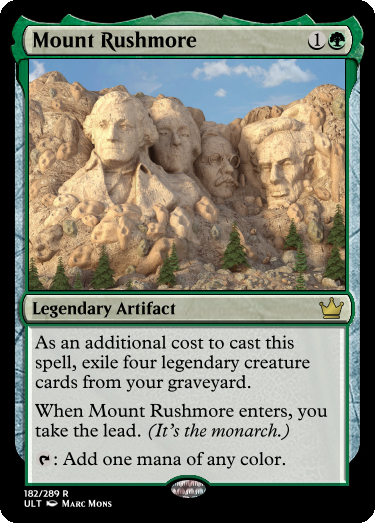 Mount Rushmore 1
Legendary Artifact
As an additional cost to cast this
spell, exile four legendary creature
cards from your graveyard.
When Mount Rushmore enters, you
take the lead. (It's the monarch.)
: Add one mana of any color.
182/289 R
ULT Marc Mons